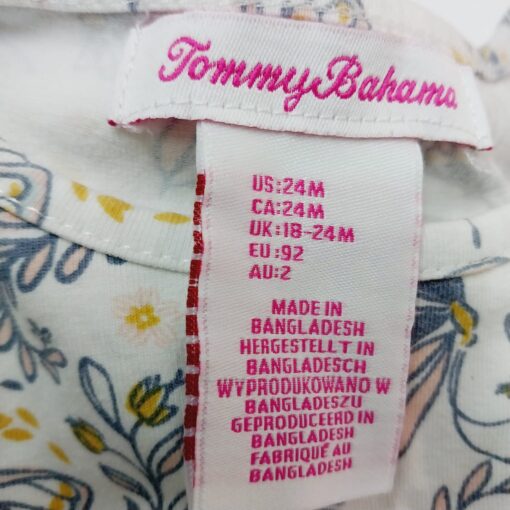 Tommy Bahama
US:24M
CA:24M
UK:18-24M
EU:92
AU:2
MADE IN
BANGLADESH
HERGESTELLT IN
BANGLADESCH
WYPRODUKOWANO W
BANGLADESZU
GEPRODUCEERD IN
BANGLADESH
FABRIQUÉ AU
BANGLADESH